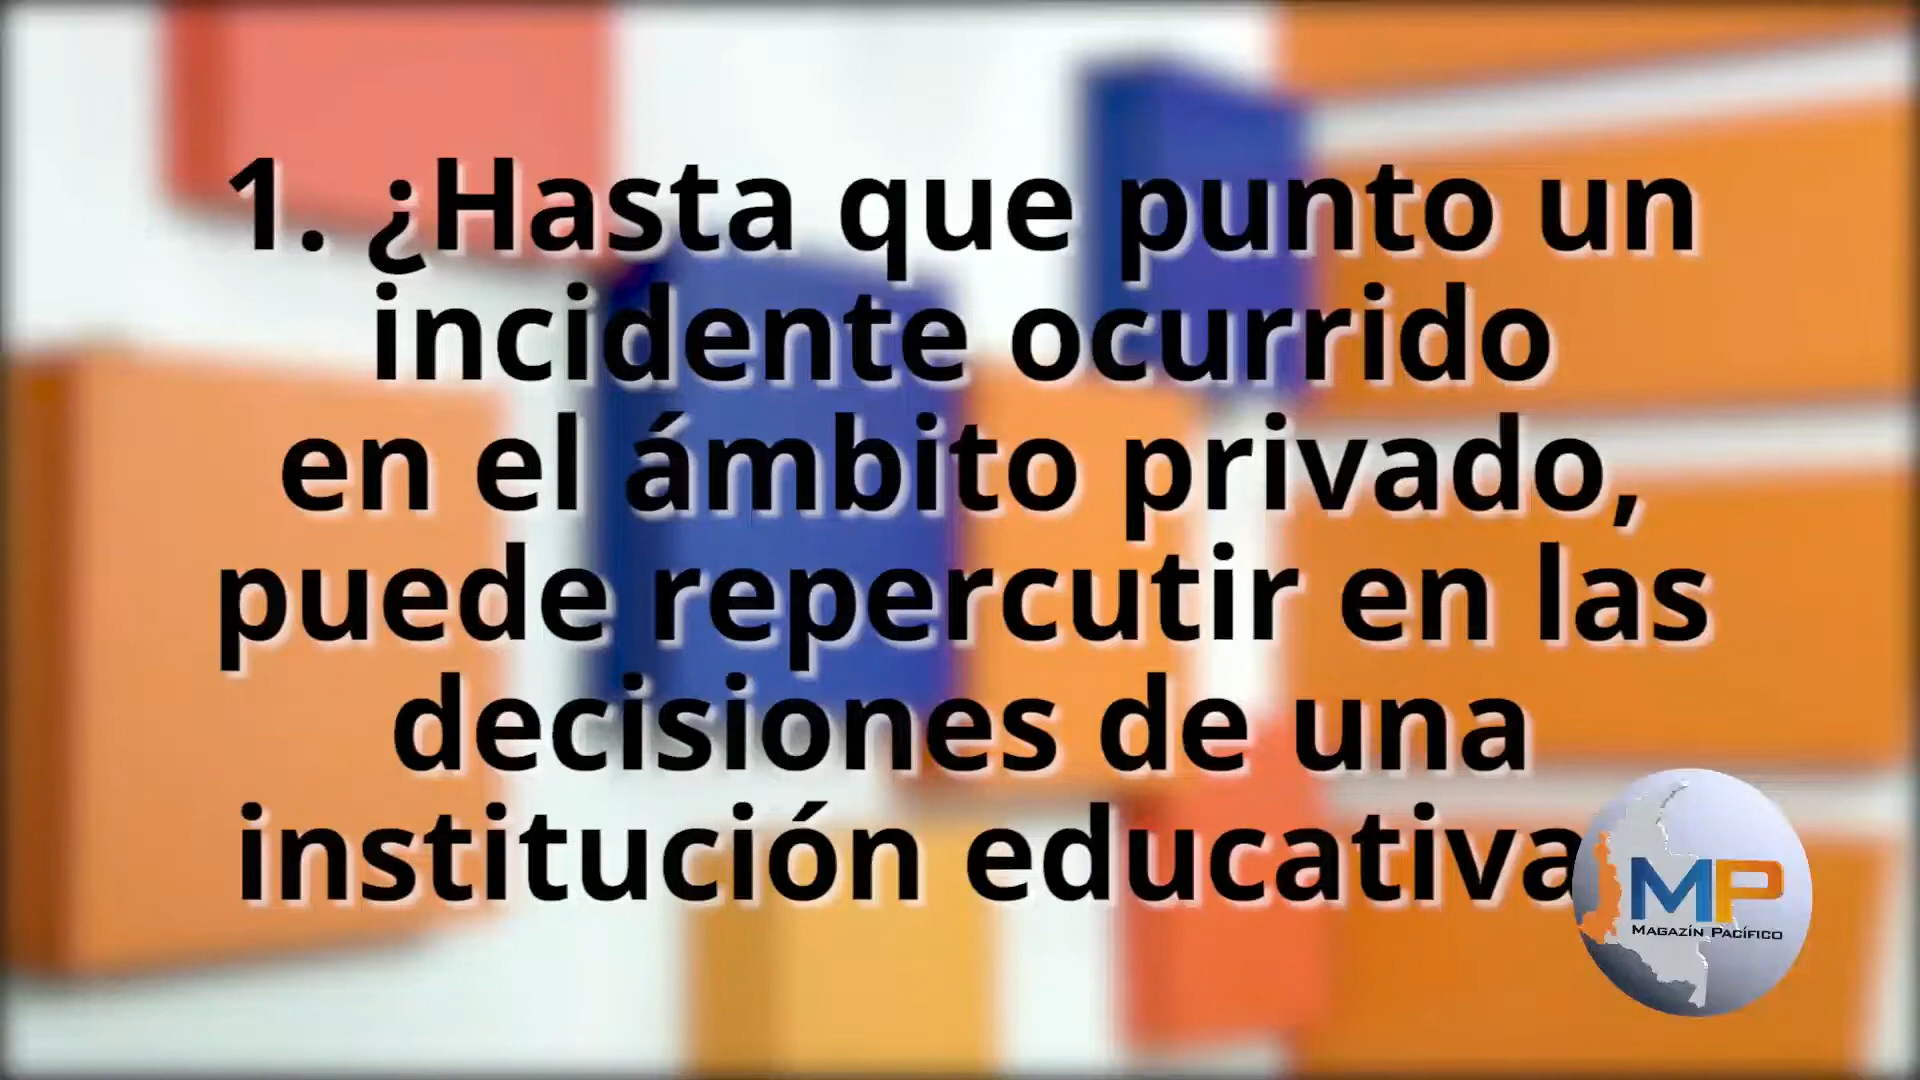 1. ¿Hasta que punto un
incidente ocurrido
en el ámbito privado,
puede repercutir en las
decisiones de una
institución educativa
MP
MAGAZÍN PACÍFICO